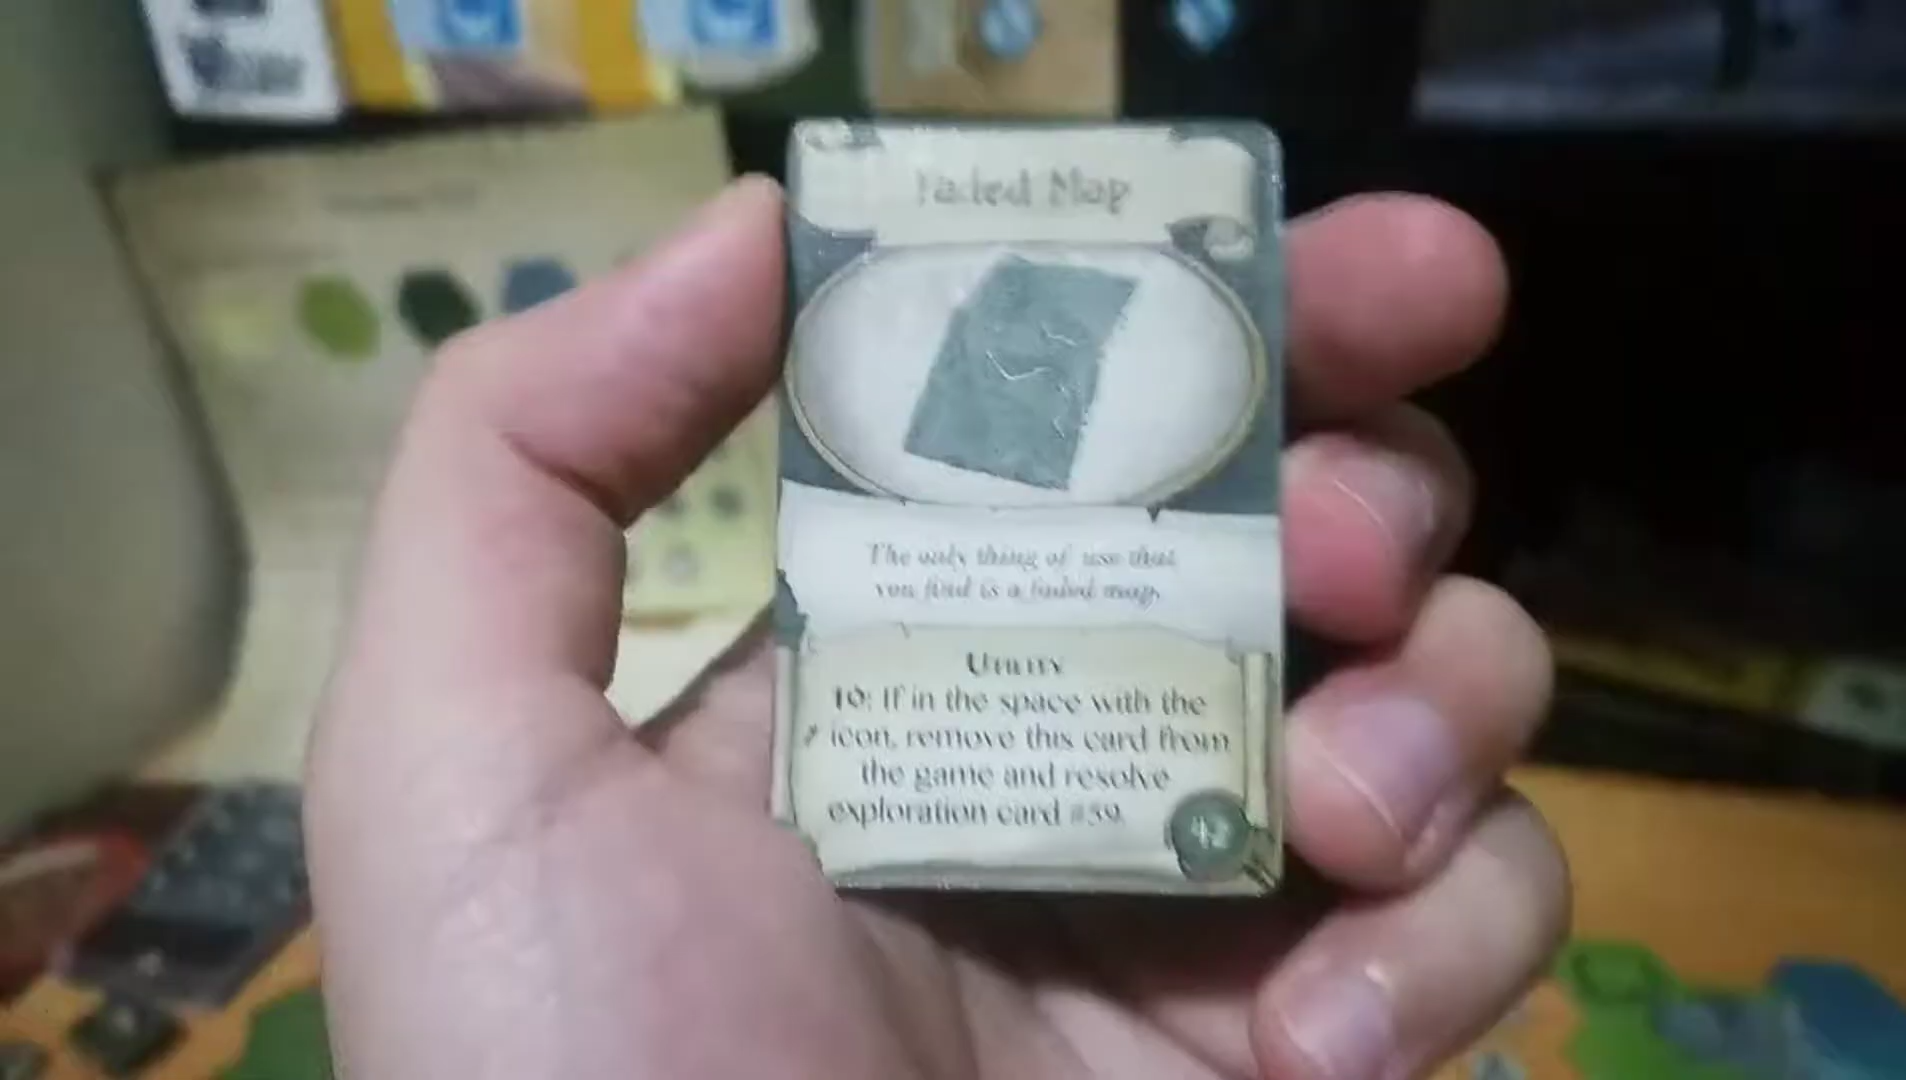 Faded Map
The only thing of use that
you find is a faded map.
UTILITY
10: If in the space with the
icon, remove this card from
the game and resolve
exploration card #59.